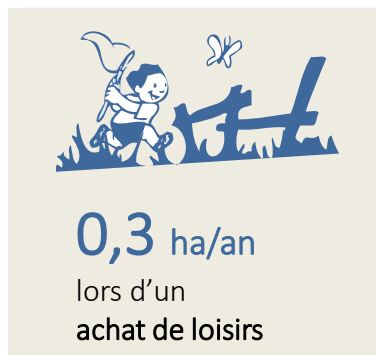 0,3 ha/an
lors d’un
achat de loisirs